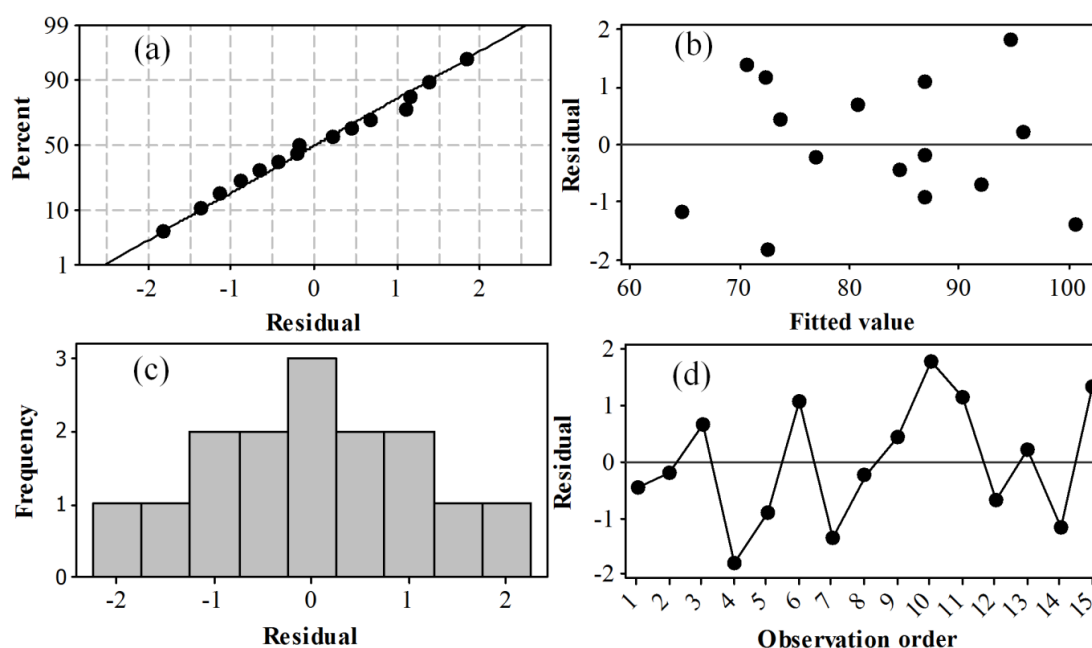 (a)
Percent
99
90
50
10
1
-2 -1 0 1 2
Residual
(b)
Residual
2
1
0
-1
-2
60 70 80 90 100
Fitted value
(c)
Frequency
3
2
1
0
-2 -1 0 1 2
Residual
(d)
Residual
2
1
0
-1
-2
1 2 3 4 5 6 7 8 9 10 11 12 13 14 15
Observation order